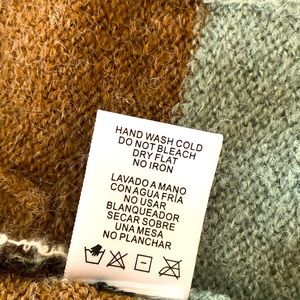 HAND WASH COLD
DO NOT BLEACH
DRY FLAT
NO IRON
LAVADO A MANO
CON AGUA FRÍA
NO USAR
BLANQUEADOR
SECAR SOBRE
UNA MESA
NO PLANCHAR